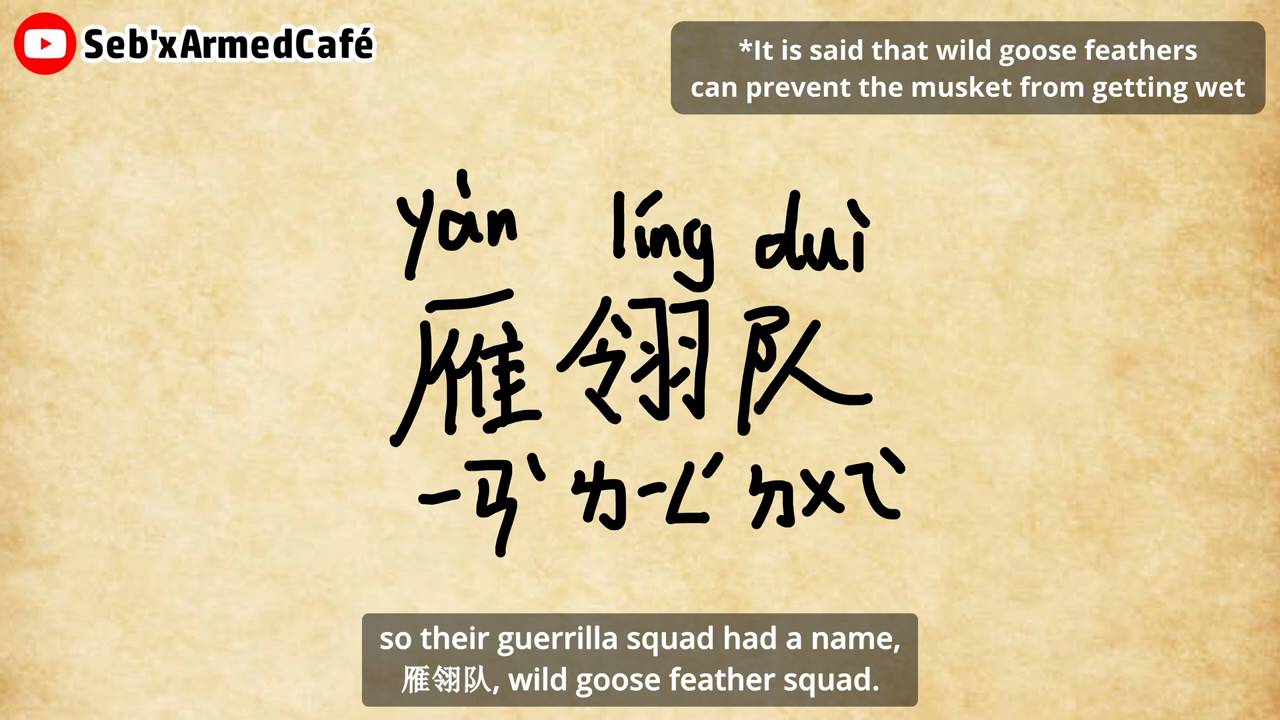 Seb'xArmedCafé
*It is said that wild goose feathers
can prevent the musket from getting wet
yàn líng duì
雁翎队
ㄧㄢˋ ㄌㄧㄥˊ ㄉㄨㄟˋ
so their guerrilla squad had a name,
雁翎队, wild goose feather squad.